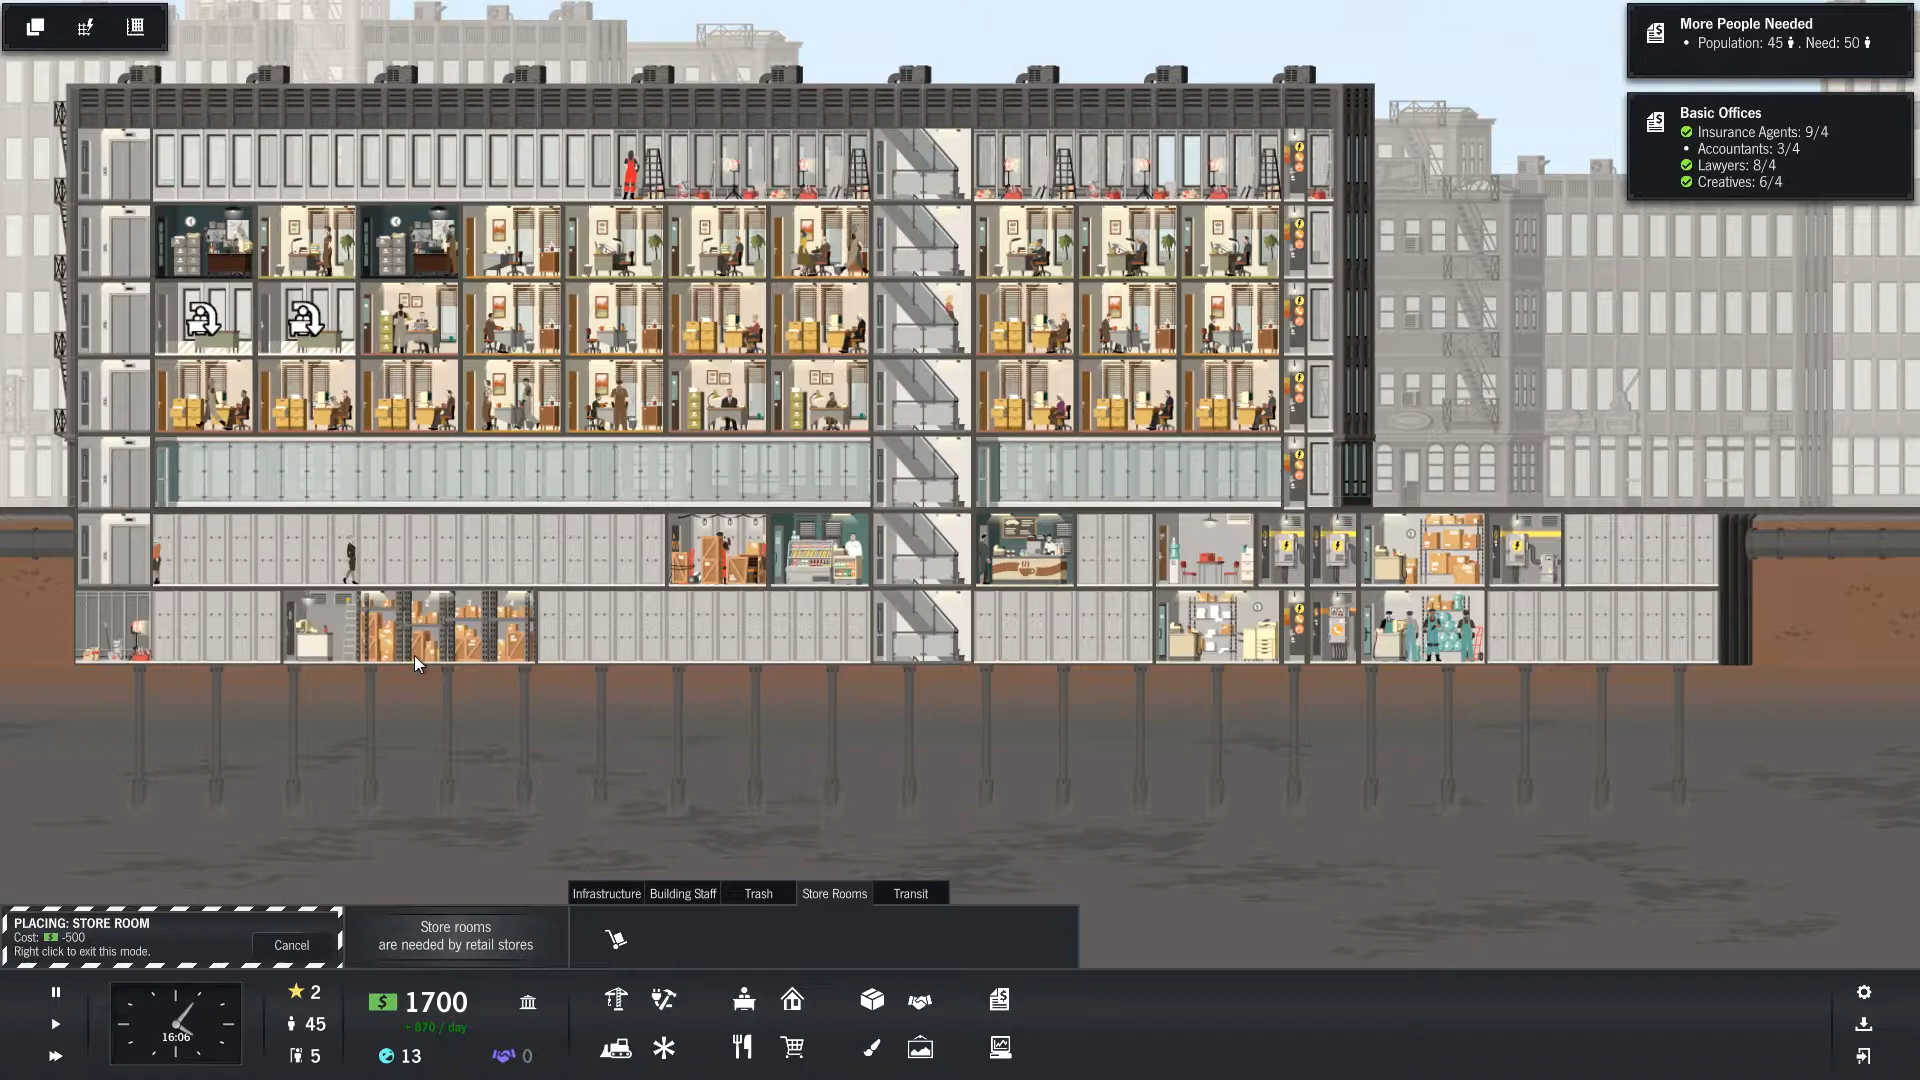 More People Needed
• Population: 45 . Need: 50
Basic Offices
Insurance Agents: 9/4
• Accountants: 3/4
Lawyers: 8/4
Creatives: 6/4
Infrastructure
Building Staff
Trash
Store Rooms
Transit
PLACING: STORE ROOM
Cost: $ -500
Right click to exit this mode.
Cancel
Store rooms
are needed by retail stores
16:06
2
45
5
$ 1700
+ 870 / day
13
0